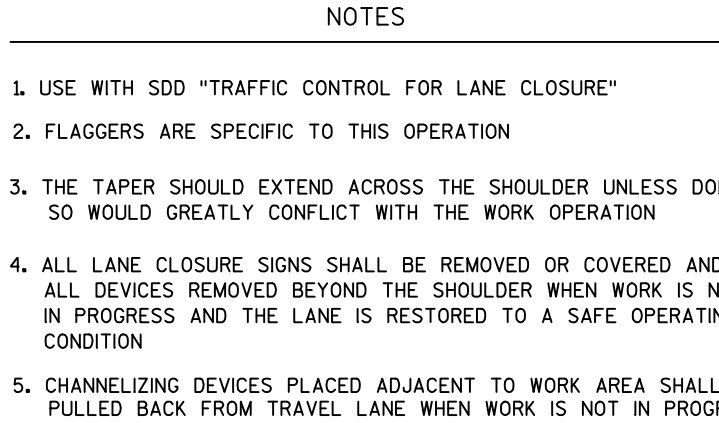 NOTES
1. USE WITH SDD "TRAFFIC CONTROL FOR LANE CLOSURE"
2. FLAGGERS ARE SPECIFIC TO THIS OPERATION
3. THE TAPER SHOULD EXTEND ACROSS THE SHOULDER UNLESS
SO WOULD GREATLY CONFLICT WITH THE WORK OPERATION
4. ALL LANE CLOSURE SIGNS SHALL BE REMOVED OR COVERED AND
ALL DEVICES REMOVED BEYOND THE SHOULDER WHEN WORK IS
IN PROGRESS AND THE LANE IS RESTORED TO A SAFE
CONDITION
5. CHANNELIZING DEVICES PLACED ADJACENT TO WORK AREA SHALL
PULLED BACK FROM TRAVEL LANE WHEN WORK IS NOT IN